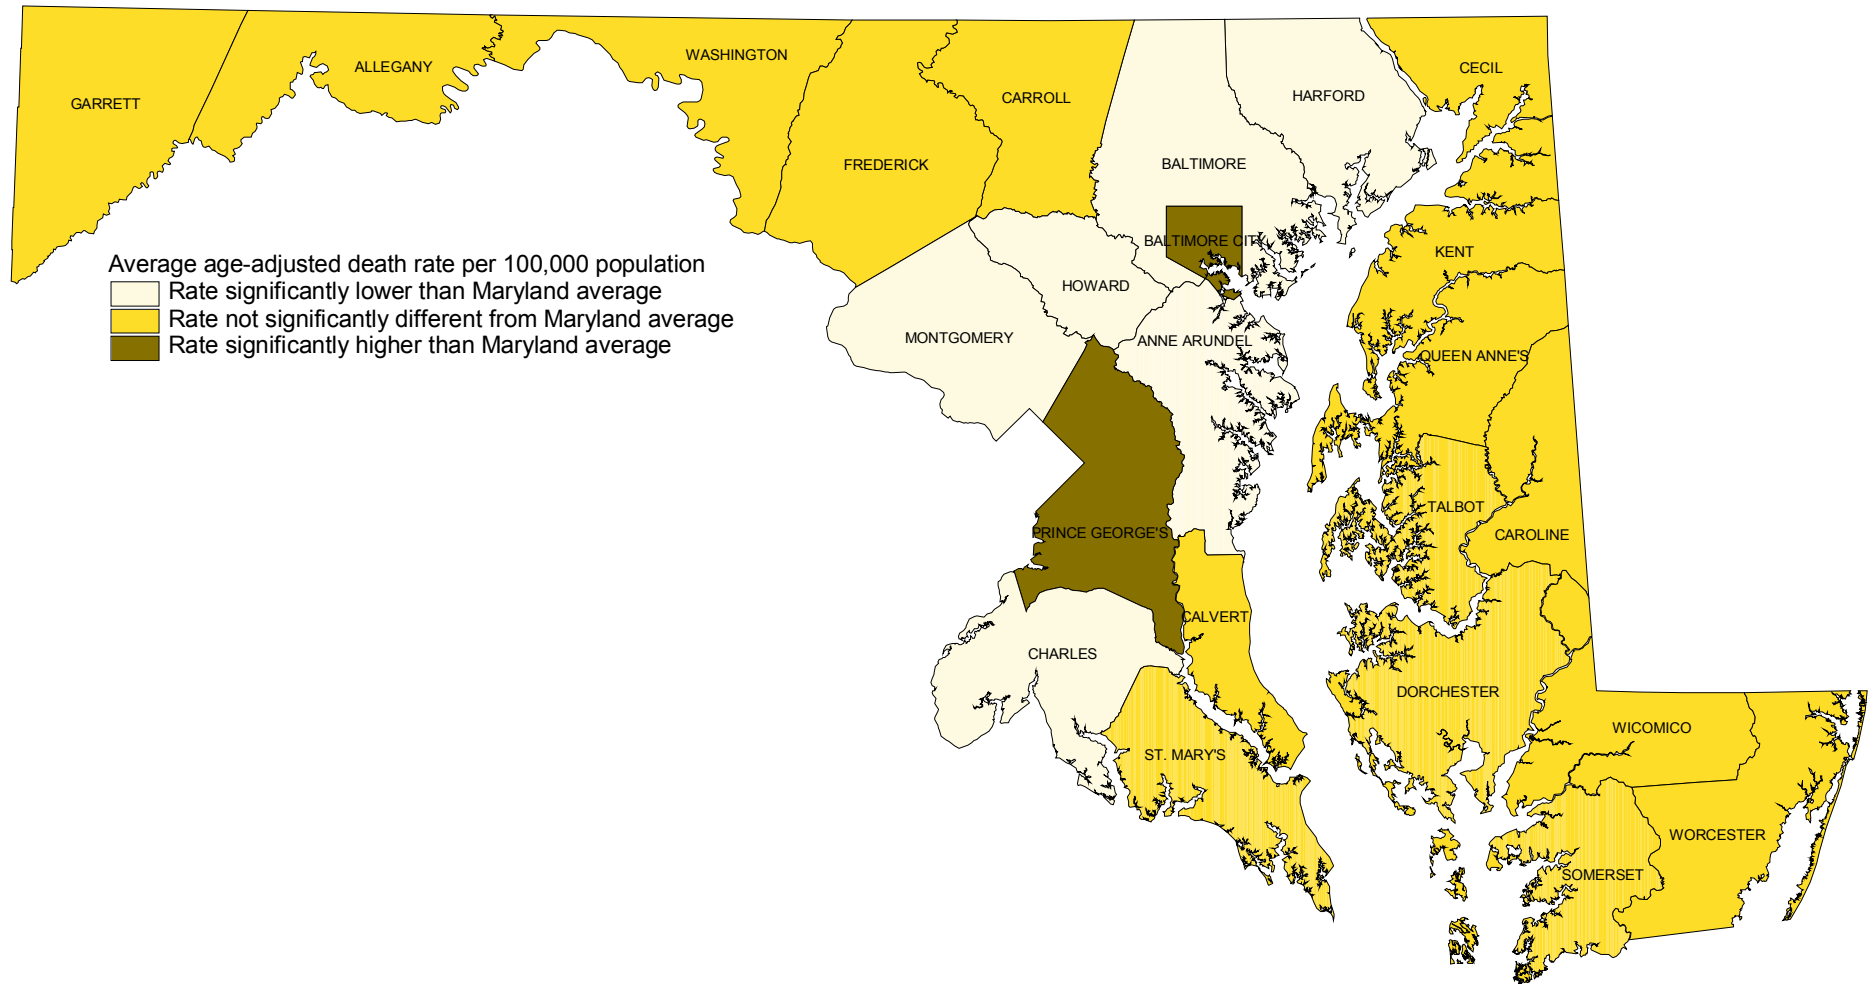 ALLEGANY
WASHINGTON
CECIL
GARRETT
CARROLL
HARFORD
FREDERICK
BALTIMORE
BALTIMORE CITY
KENT
Average age-adjusted death rate per 100,000 population
Rate significantly lower than Maryland average
Rate not significantly different from Maryland average
Rate significantly higher than Maryland average
HOWARD
MONTGOMERY
ANNE ARUNDEL
QUEEN ANNE'S
TALBOT
PRINCE GEORGE'S
CAROLINE
CALVERT
CHARLES
DORCHESTER
WICOMICO
ST. MARY'S
WORCESTER
SOMERSET